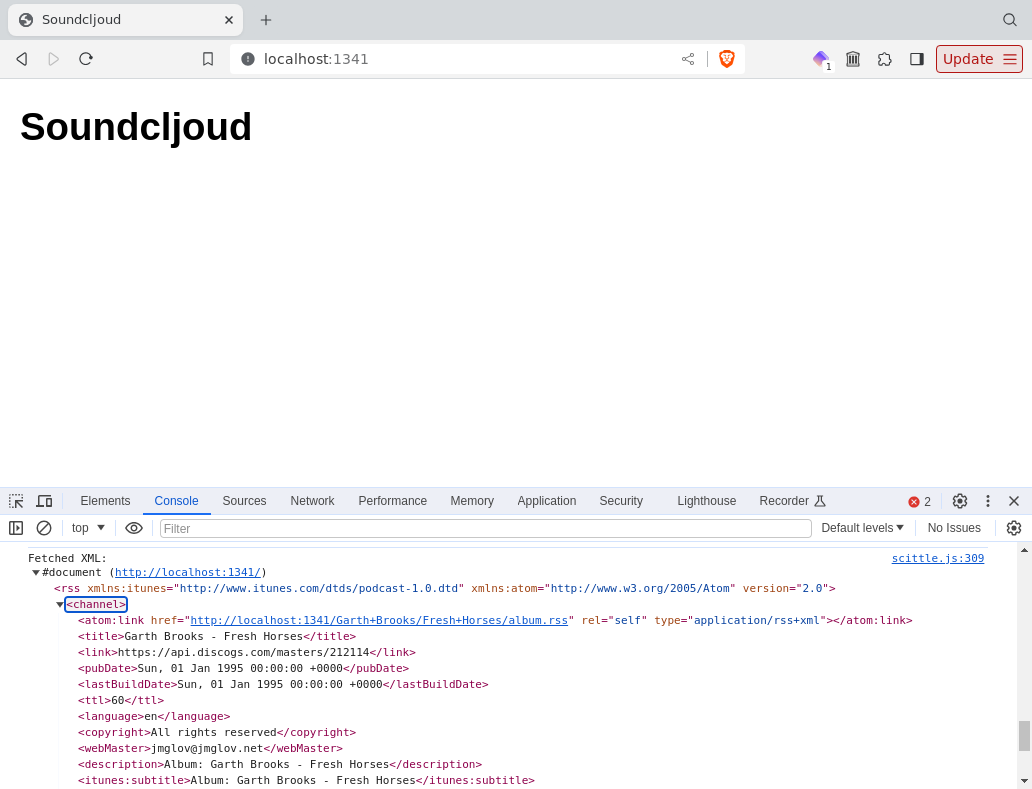 Soundcljoud
localhost:1341
1
Update
Soundcljoud
Elements Console Sources Network Performance Memory Application Security Lighthouse Recorder 2
top Filter Default levels No Issues
Fetched XML: scittle.js:309
#document (http://localhost:1341/)
<rss xmlns:itunes="http://www.itunes.com/dtds/podcast-1.0.dtd" xmlns:atom="http://www.w3.org/2005/Atom" version="2.0">
<channel>
<atom:link href="http://localhost:1341/Garth+Brooks/Fresh+Horses/album.rss" rel="self" type="application/rss+xml"></atom:link>
<title>Garth Brooks - Fresh Horses</title>
<link>https://api.discogs.com/masters/212114</link>
<pubDate>Sun, 01 Jan 1995 00:00:00 +0000</pubDate>
<lastBuildDate>Sun, 01 Jan 1995 00:00:00 +0000</lastBuildDate>
<ttl>60</ttl>
<language>en</language>
<copyright>All rights reserved</copyright>
<webMaster>jmglov@jmglov.net</webMaster>
<description>Album: Garth Brooks - Fresh Horses</description>
<itunes:subtitle>Album: Garth Brooks - Fresh Horses</itunes:subtitle>